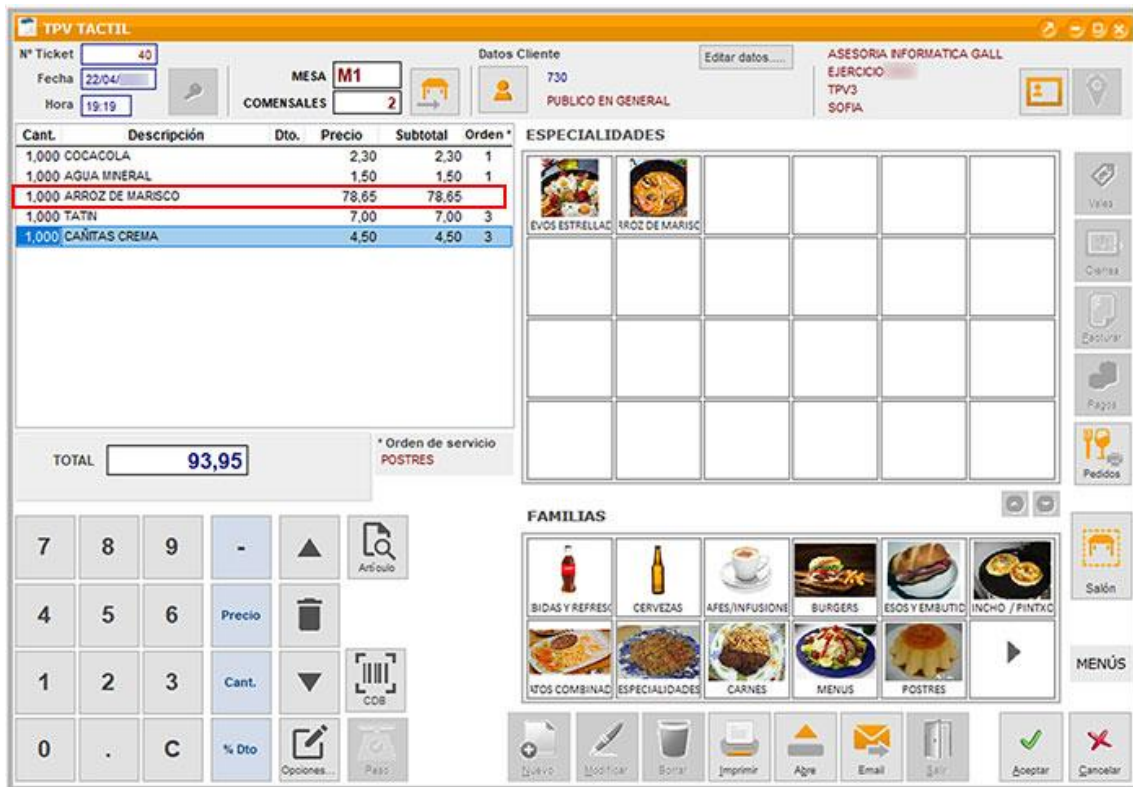 TPV TACTIL
Nº Ticket 40
Fecha 22/04/
Hora 19:19
MESA M1
COMENSALES 2
Datos Cliente
730
PUBLICO EN GENERAL
Editar datos.....
ASESORIA INFORMATICA GALL
EJERCICIO
TPV3
SOFIA
Cant. Descripción Dto. Precio Subtotal Orden *
1,000 COCACOLA 2,30 2,30 1
1,000 AGUA MINERAL 1,50 1,50 1
1,000 ARROZ DE MARISCO 78,65 78,65
1,000 TATIN 7,00 7,00 3
1,000 CAÑITAS CREMA 4,50 4,50 3
TOTAL 93,95
* Orden de servicio
POSTRES
7 8 9 -
Artículo
4 5 6 Precio
1 2 3 Cant.
COB
0 . C % Dto
Opciones...
Peso
ESPECIALIDADES
EVOS ESTRELLAD RROZ DE MARISC
FAMILIAS
BIDAS Y REFRESC CERVEZAS AFES/INFUSIONE BURGERS ESOS Y EMBUTID INCHO / PINTXO
ATOS COMBINAD ESPECIALIDADES CARNES MENUS POSTRES
Vales
Cierres
Facturar
Pagos
Pedidos
Salón
MENÚS
Nuevo Modificar Borrar Imprimir Abre Email Salir Aceptar Cancelar